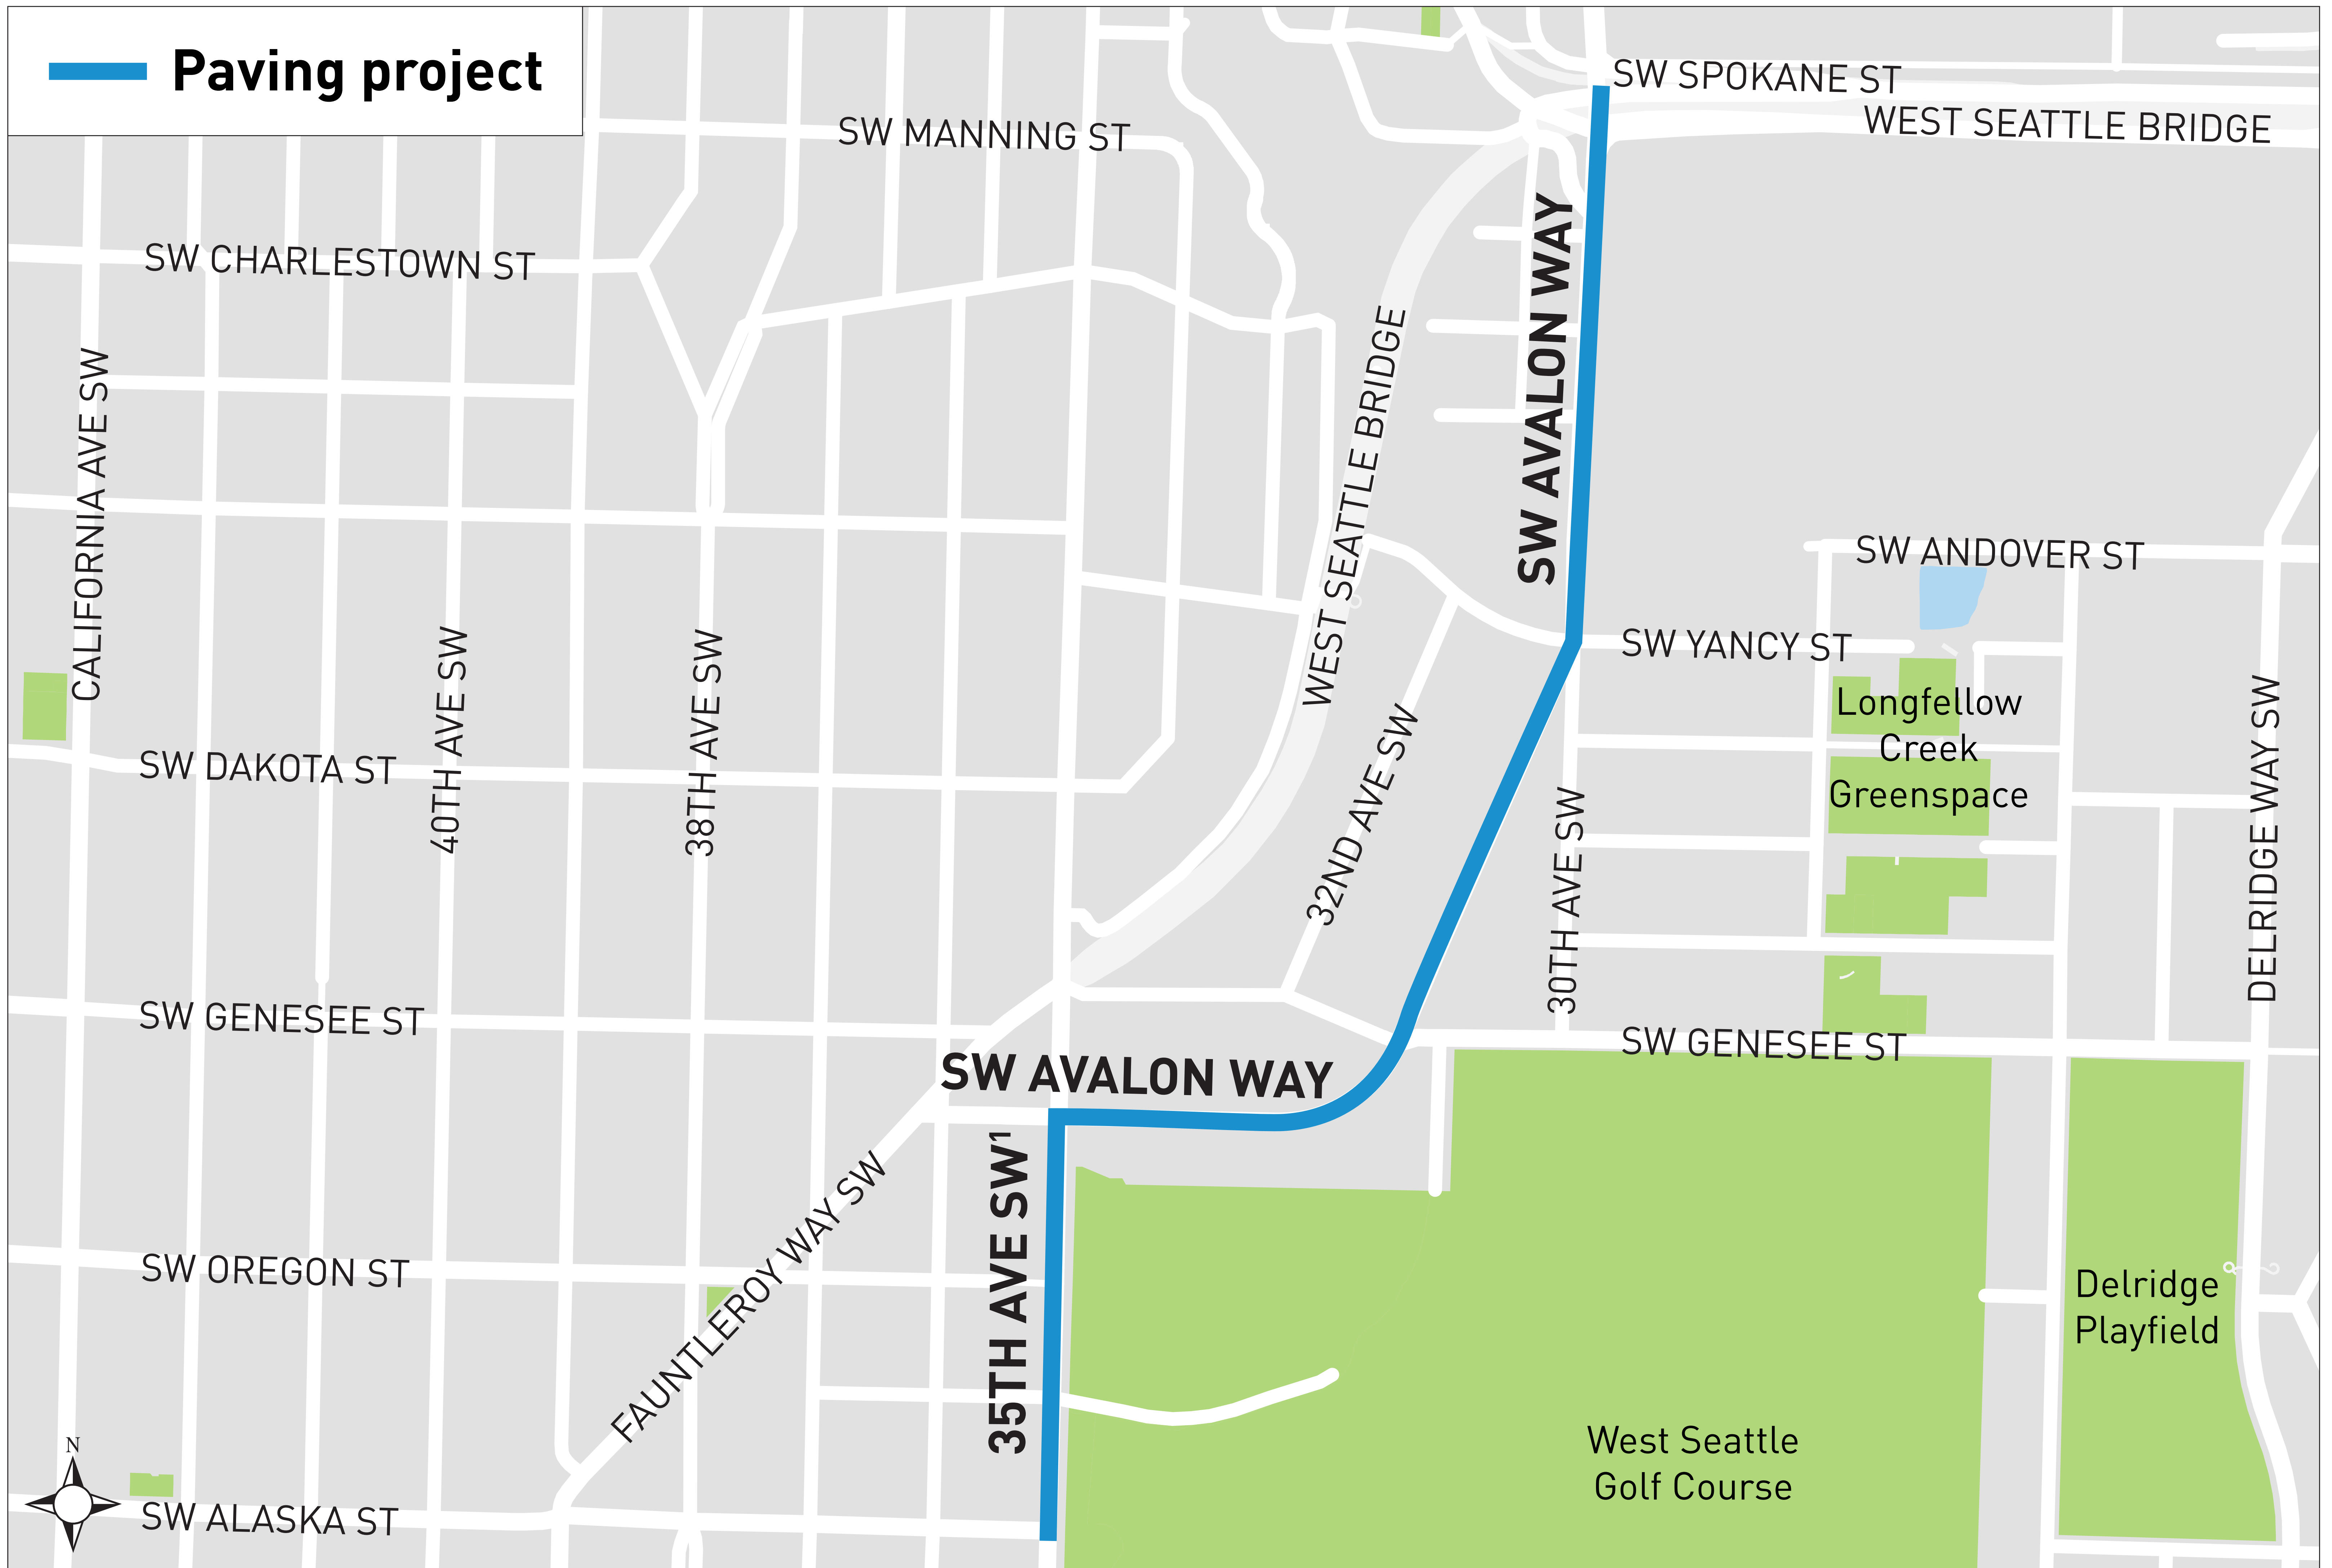 Paving project
SW SPOKANE ST
WEST SEATTLE BRIDGE
SW MANNING ST
SW CHARLESTOWN ST
SW AVALON WAY
WEST SEATTLE BRIDGE
CALIFORNIA AVE SW
SW ANDOVER ST
SW YANCY ST
40TH AVE SW
38TH AVE SW
Longfellow
Creek
Greenspace
32ND AVE SW
DELRIDGE WAY SW
SW DAKOTA ST
30TH AVE SW
SW GENESEE ST
SW GENESEE ST
SW AVALON WAY
35TH AVE SW¹
FAUNTLEROY WAY SW
SW OREGON ST
Delridge
Playfield
West Seattle
Golf Course
N
SW ALASKA ST